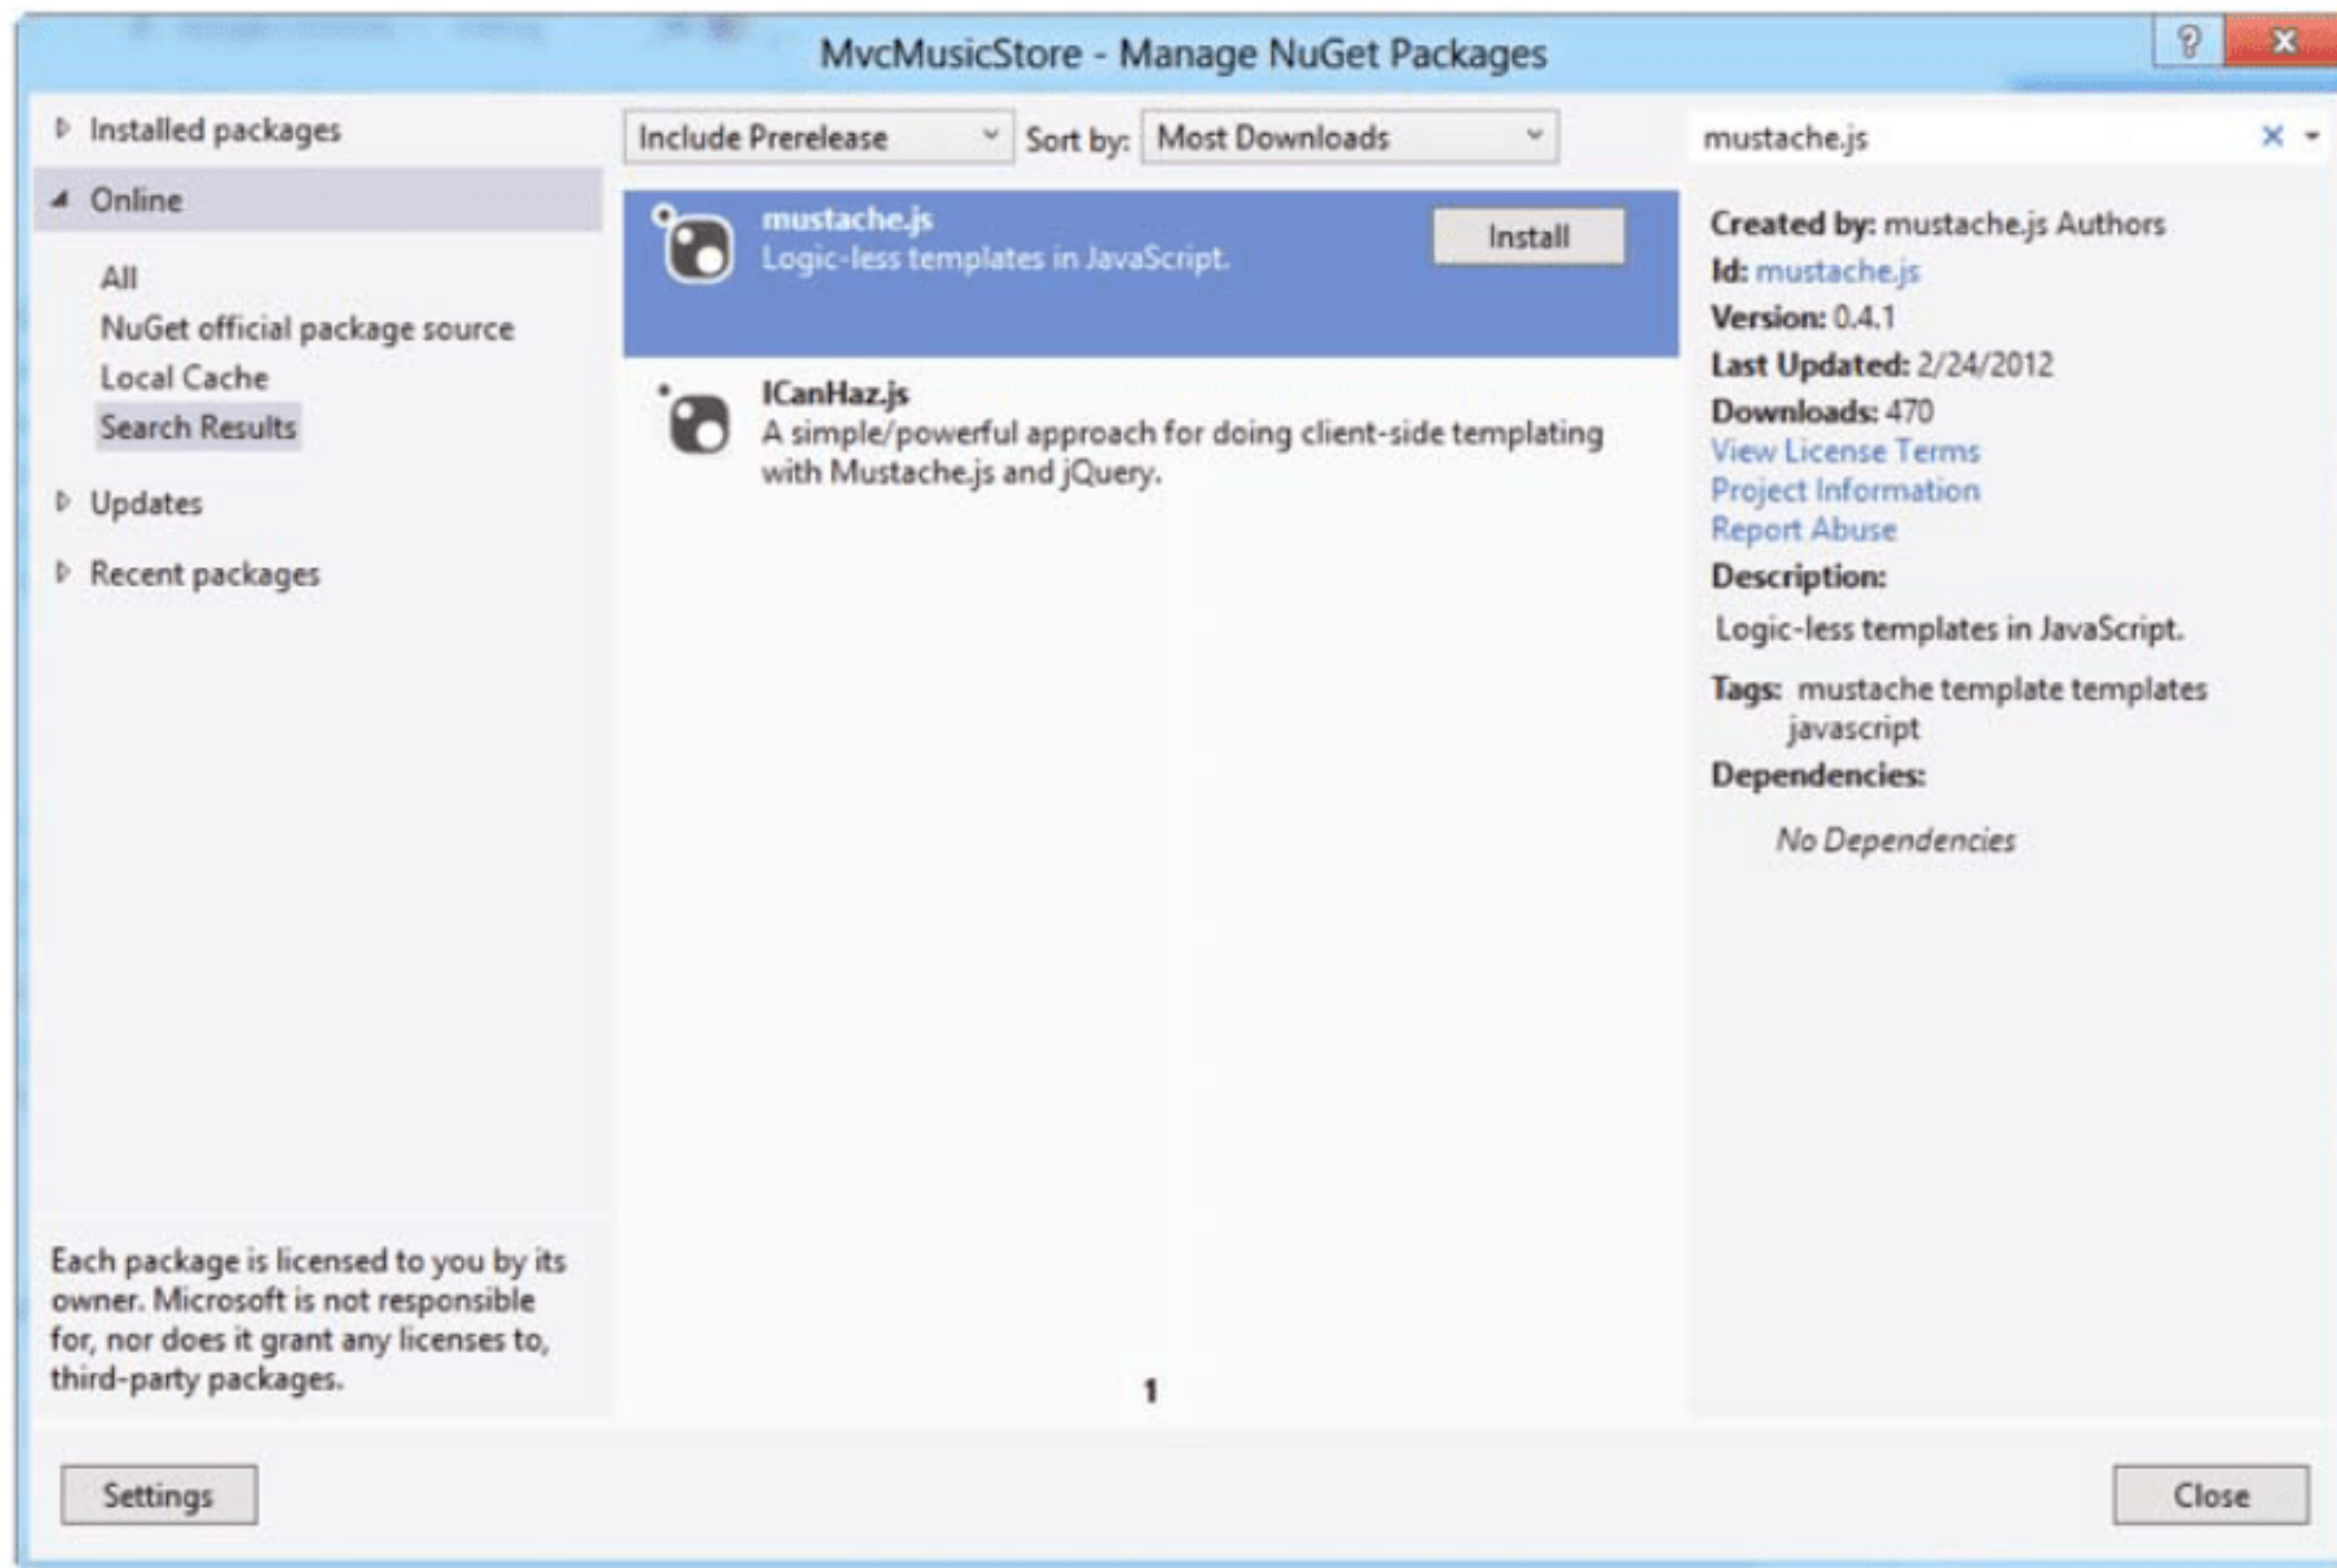 MvcMusicStore - Manage NuGet Packages
Installed packages
Online
All
NuGet official package source
Local Cache
Search Results
Updates
Recent packages
Each package is licensed to you by its
owner. Microsoft is not responsible
for, nor does it grant any licenses to,
third-party packages.
Settings
Include Prerelease
Sort by: Most Downloads
mustache.js
Logic-less templates in JavaScript.
Install
ICanHaz.js
A simple/powerful approach for doing client-side templating
with Mustache.js and jQuery.
1
mustache.js
Created by: mustache.js Authors
Id: mustache.js
Version: 0.4.1
Last Updated: 2/24/2012
Downloads: 470
View License Terms
Project Information
Report Abuse
Description:
Logic-less templates in JavaScript.
Tags: mustache template templates
javascript
Dependencies:
No Dependencies
Close